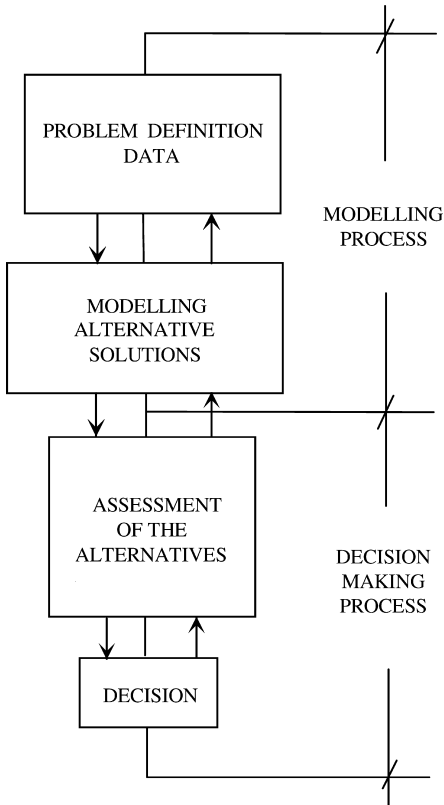 PROBLEM DEFINITION
DATA
MODELLING
PROCESS
MODELLING
ALTERNATIVE
SOLUTIONS
ASSESSMENT
OF THE
ALTERNATIVES
DECISION
MAKING
PROCESS
DECISION